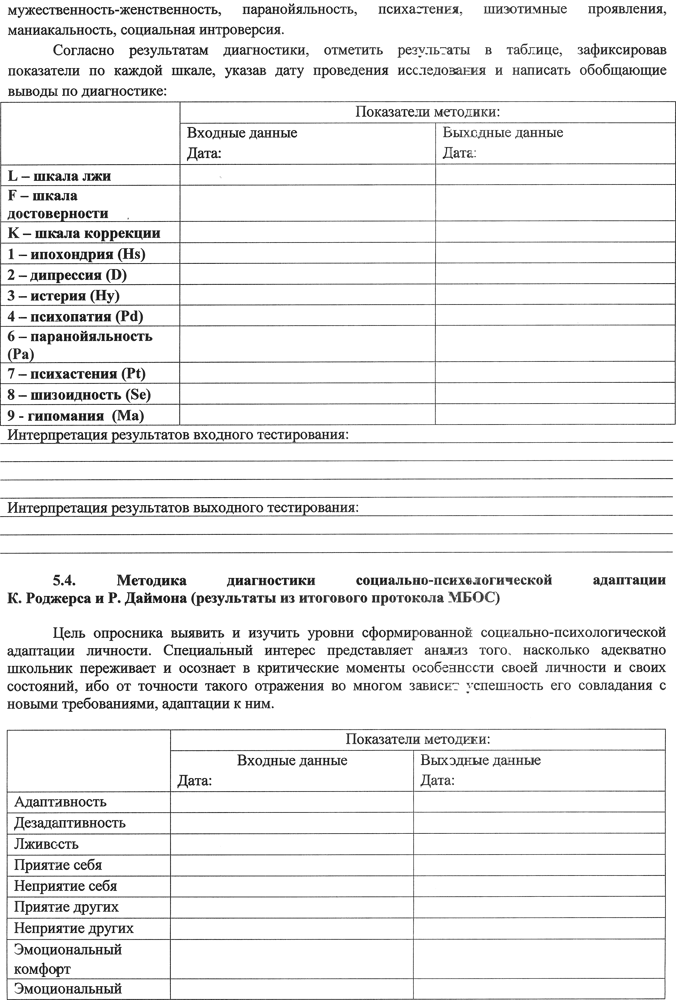 мужественность-женственность, паранойяльность, психастения, шизотимные проявления,
маниакальность, социальная интроверсия.
Согласно результатам диагностики, отметить результаты в таблице, зафиксировав
показатели по каждой шкале, указав дату проведения исследования и написать обобщающие
выводы по диагностике:
Показатели методики:
Входные данные
Дата:
Выходные данные
Дата:
L – шкала лжи
F – шкала
достоверности
K – шкала коррекции
1 – ипохондрия (Hs)
2 – дипрессия (D)
3 – истерия (Hy)
4 – психопатия (Pd)
6 – паранойяльность
(Pa)
7 – психастения (Pt)
8 – шизоидность (Se)
9 - гипомания (Ma)
Интерпретация результатов входного тестирования:
Интерпретация результатов выходного тестирования:
5.4. Методика диагностики социально-психологической адаптации
К. Роджерса и Р. Даймона (результаты из итогового протокола МБОС)
Цель опросника выявить и изучить уровни сформированной социально-психологической
адаптации личности. Специальный интерес представляет анализ того, насколько адекватно
школьник переживает и осознает в критические моменты особенности своей личности и своих
состояний, ибо от точности такого отражения во многом зависит успешность его совладания с
новыми требованиями, адаптации к ним.
Показатели методики:
Входные данные
Дата:
Выходные данные
Дата:
Адаптивность
Дезадаптивность
Лживость
Приятие себя
Неприятие себя
Приятие других
Неприятие других
Эмоциональный
комфорт
Эмоциональный